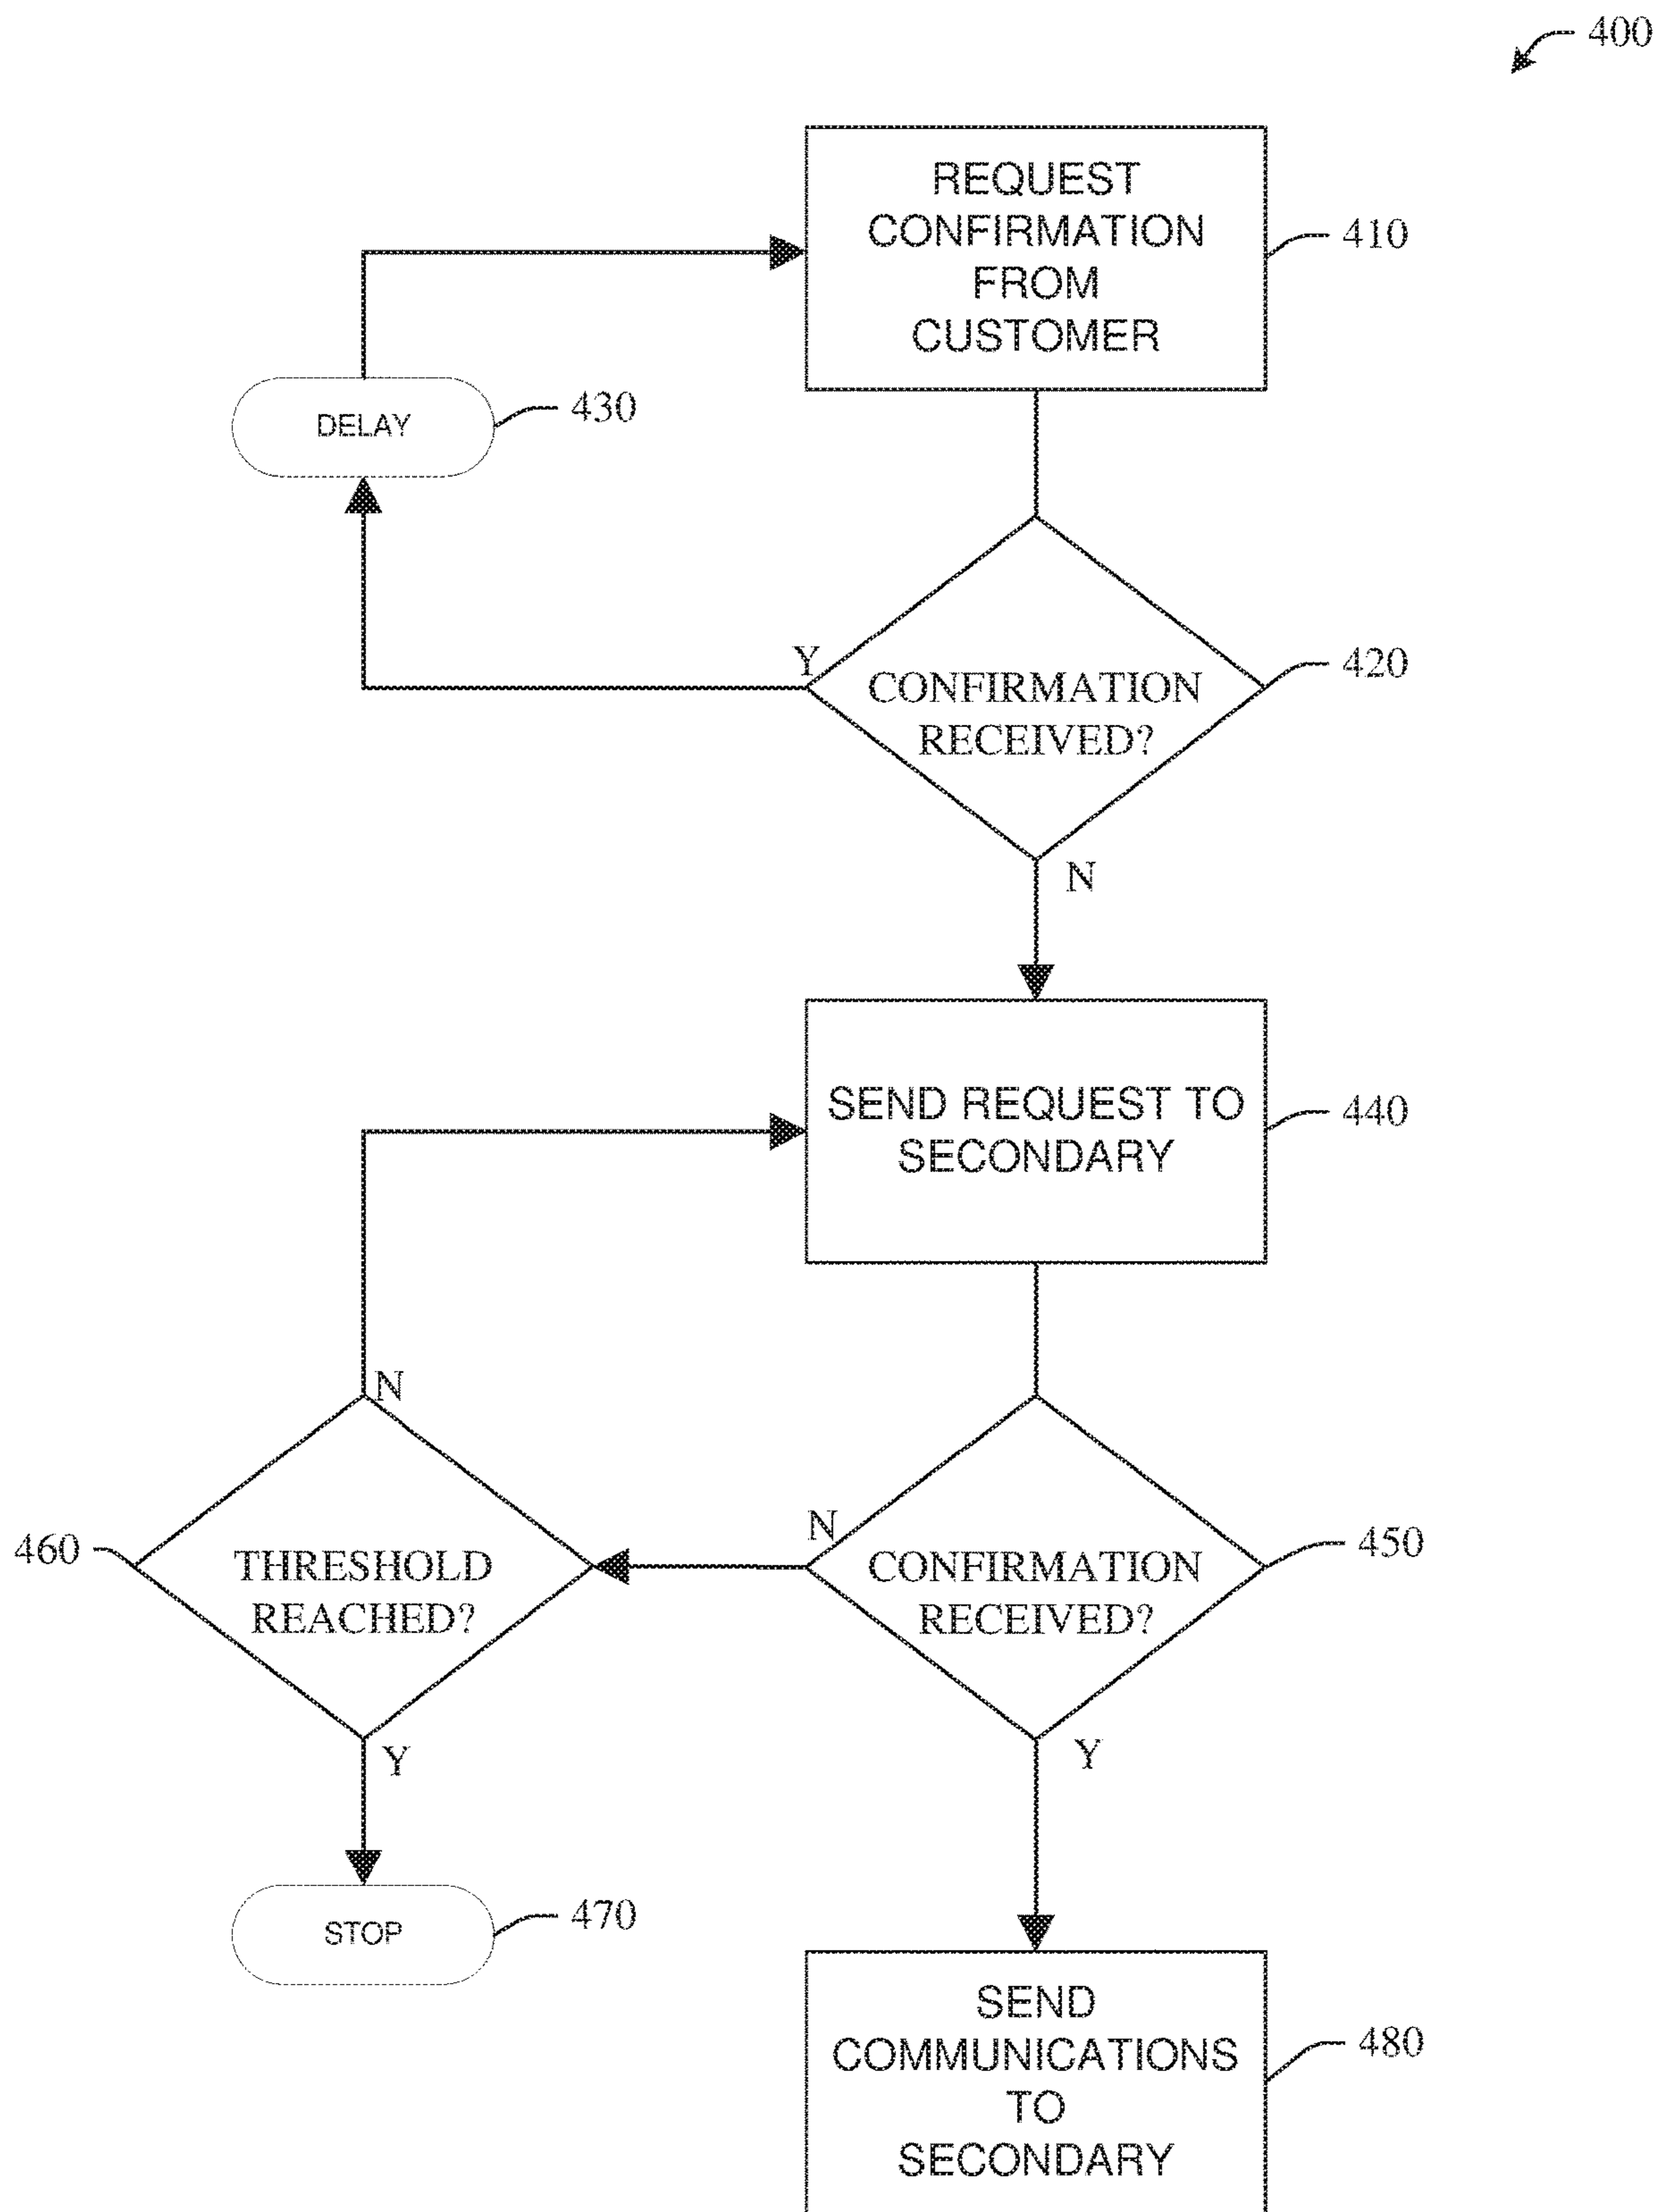 400
REQUEST
CONFIRMATION
FROM
CUSTOMER
410
DELAY
430
Y
CONFIRMATION
RECEIVED?
420
N
SEND REQUEST TO
SECONDARY
440
N
460
THRESHOLD
REACHED?
N
CONFIRMATION
RECEIVED?
450
Y
Y
STOP
470
SEND
COMMUNICATIONS
TO
SECONDARY
480